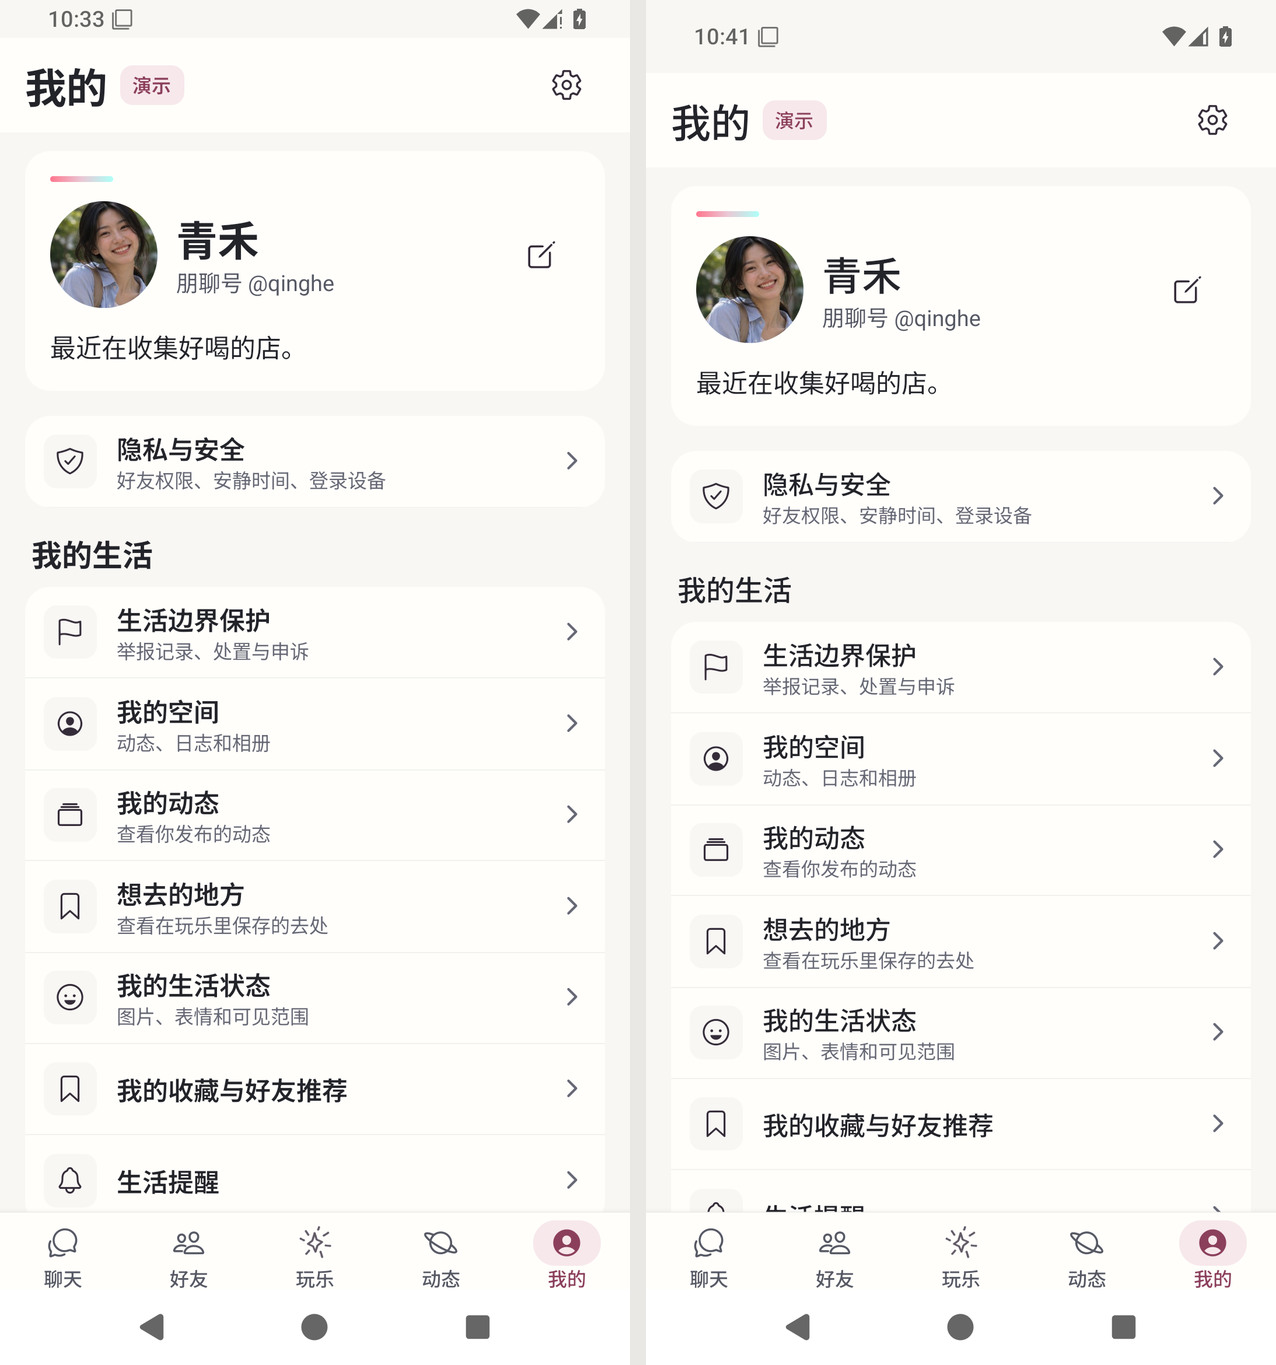 10:33
我的 演示
青禾
朋聊号 @qinghe
最近在收集好喝的店。
隐私与安全
好友权限、安静时间、登录设备
我的生活
生活边界保护
举报记录、处置与申诉
我的空间
动态、日志和相册
我的动态
查看你发布的动态
想去的地方
查看在玩乐里保存的去处
我的生活状态
图片、表情和可见范围
我的收藏与好友推荐
生活提醒
聊天 好友 玩乐 动态 我的
10:41
我的 演示
青禾
朋聊号 @qinghe
最近在收集好喝的店。
隐私与安全
好友权限、安静时间、登录设备
我的生活
生活边界保护
举报记录、处置与申诉
我的空间
动态、日志和相册
我的动态
查看你发布的动态
想去的地方
查看在玩乐里保存的去处
我的生活状态
图片、表情和可见范围
我的收藏与好友推荐
生活提醒
聊天 好友 玩乐 动态 我的